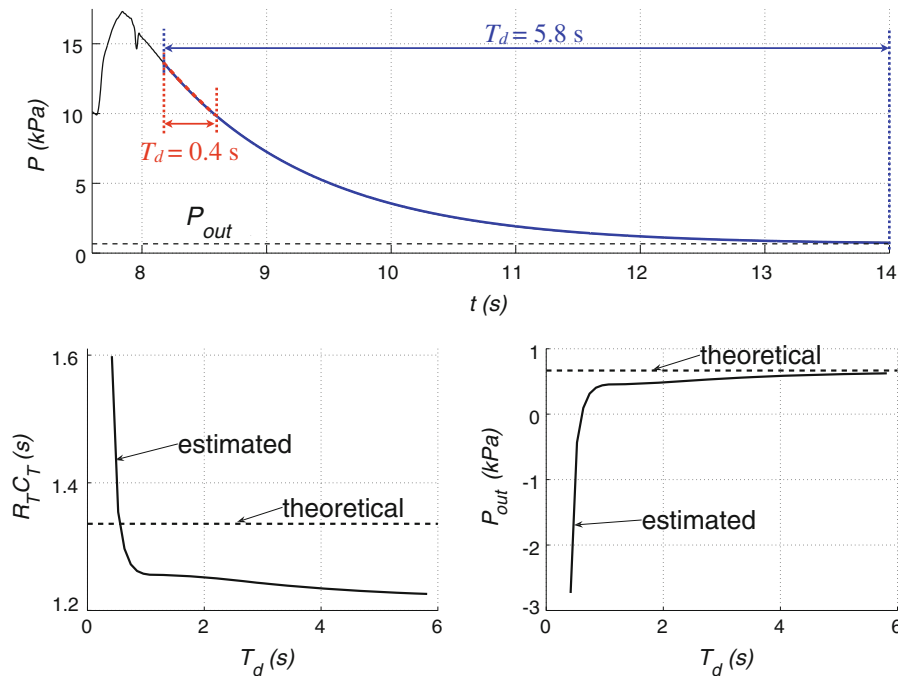 T_d = 5.8 s
15
10
5
0
P (kPa)
T_d = 0.4 s
P_out
8
9
10
11
12
13
14
t (s)
1.6
1.4
1.2
R_TC_T (s)
estimated
theoretical
0
2
4
6
T_d (s)
1
0
-1
-2
-3
P_out (kPa)
theoretical
estimated
0
2
4
6
T_d (s)